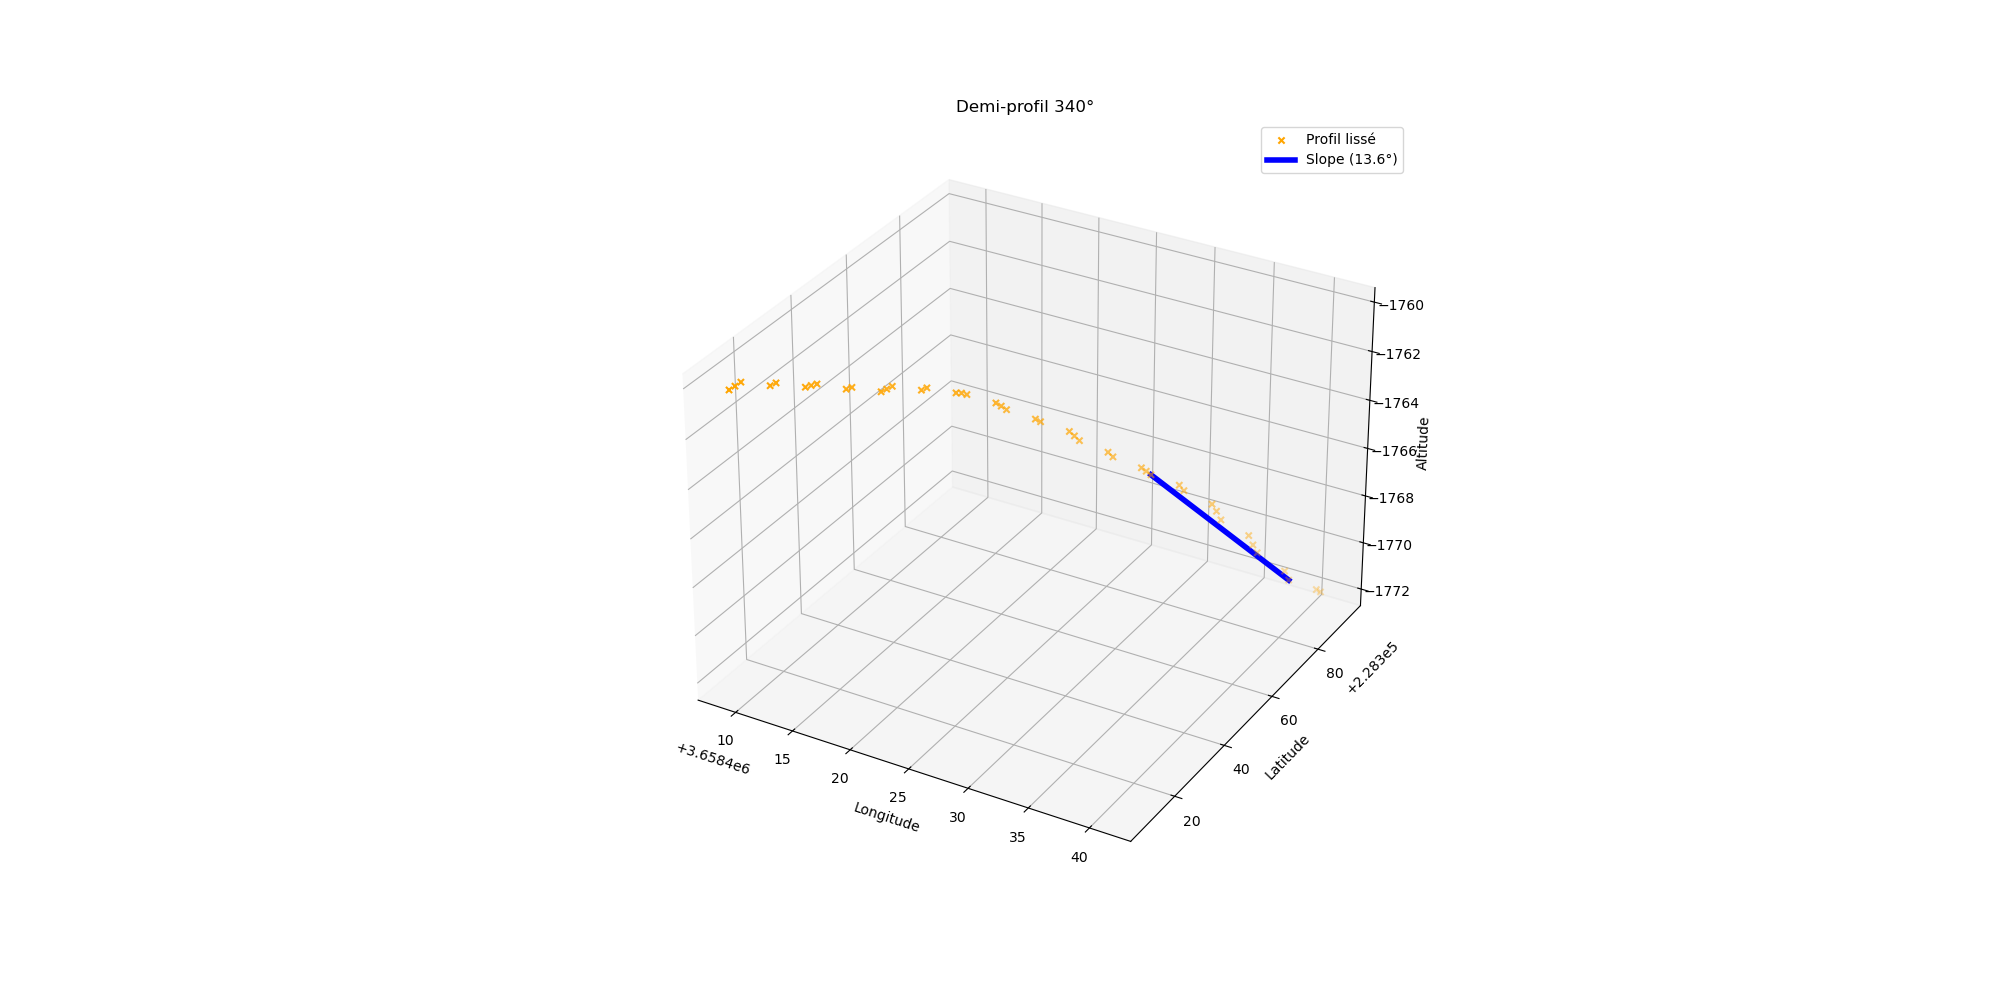 Demi-profil 340°
Profil lissé
Slope (13.6°)
−1760
−1762
−1764
−1766
−1768
−1770
−1772
Altitude
80
60
40
20
+2.283e5
Latitude
10
15
20
25
30
35
40
+3.6584e6
Longitude